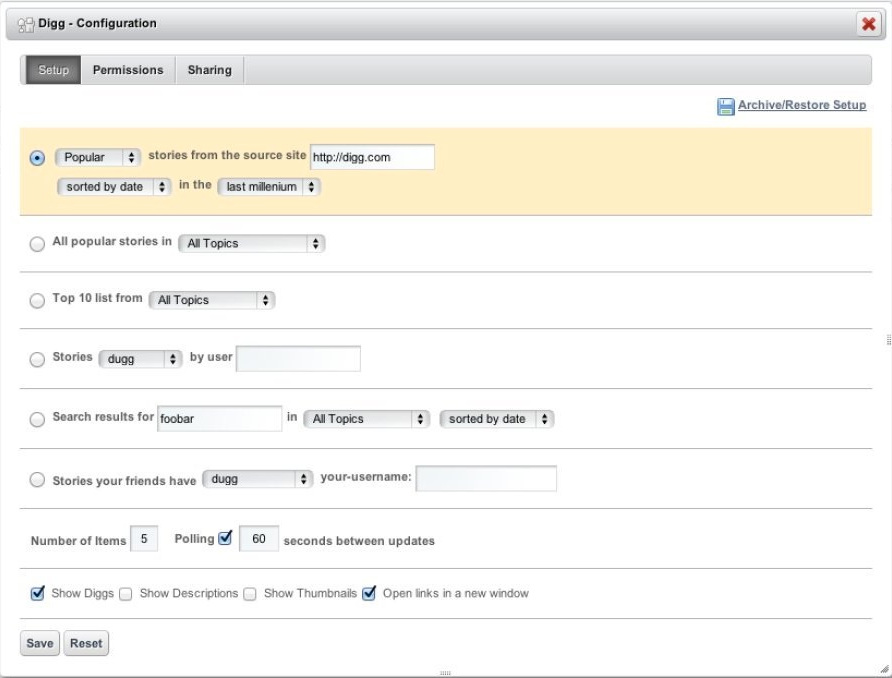 Digg - Configuration
Setup Permissions Sharing
Archive/Restore Setup
Popular stories from the source site http://digg.com
sorted by date in the last millenium
All popular stories in All Topics
Top 10 list from All Topics
Stories dugg by user
Search results for foobar in All Topics sorted by date
Stories your friends have dugg your-username:
Number of Items 5 Polling 60 seconds between updates
Show Diggs Show Descriptions Show Thumbnails Open links in a new window
Save Reset